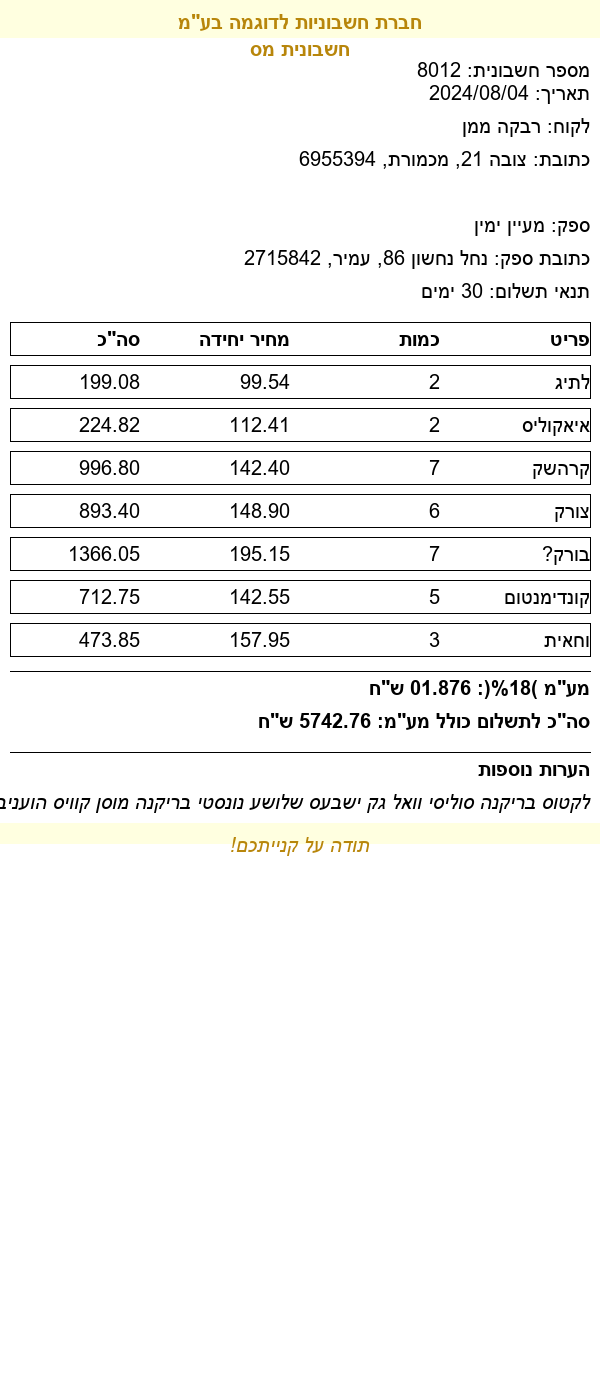 חברת חשבוניות לדוגמה בע"מ
חשבונית מס
מספר חשבונית: 8012
תאריך: 2024/08/04
לקוח: רבקה ממן
כתובת: צובה 21, מכמורת, 6955394
ספק: מעיין ימין
כתובת ספק: נחל נחשון 86, עמיר, 2715842
תנאי תשלום: 30 ימים
פריט כמות מחיר יחידה סה"כ
לתיג 2 99.54 199.08
איאקוליס 2 112.41 224.82
קרהשק 7 142.40 996.80
צורק 6 148.90 893.40
בורק? 7 195.15 1366.05
קונדימנטום 5 142.55 712.75
וחאית 3 157.95 473.85
מע"מ )18%(: 01.876 ש"ח
סה"כ לתשלום כולל מע"מ: 5742.76 ש"ח
הערות נוספות
לקטוס בריקנה סוליסי וואל גק ישבעס שלושע נונסטי בריקנה מוסן קוויס הועניב
תודה על קנייתכם!